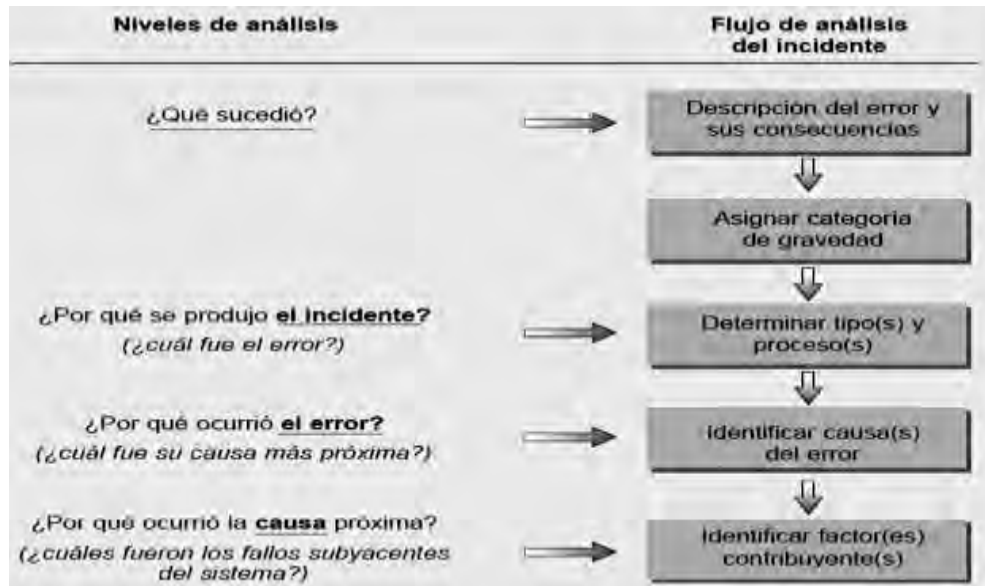 Niveles de análisis
Flujo de análisis
del incidente
¿Qué sucedió?
Descripción del error y
sus consecuencias
Asignar categoría
de gravedad
¿Por qué se produjo el incidente?
(¿cuál fue el error?)
Determinar tipo(s) y
proceso(s)
¿Por qué ocurrió el error?
(¿cuál fue su causa más próxima?)
Identificar causa(s)
del error
¿Por qué ocurrió la causa próxima?
(¿cuáles fueron los fallos subyacentes
del sistema?)
Identificar factor(es)
contribuyente(s)